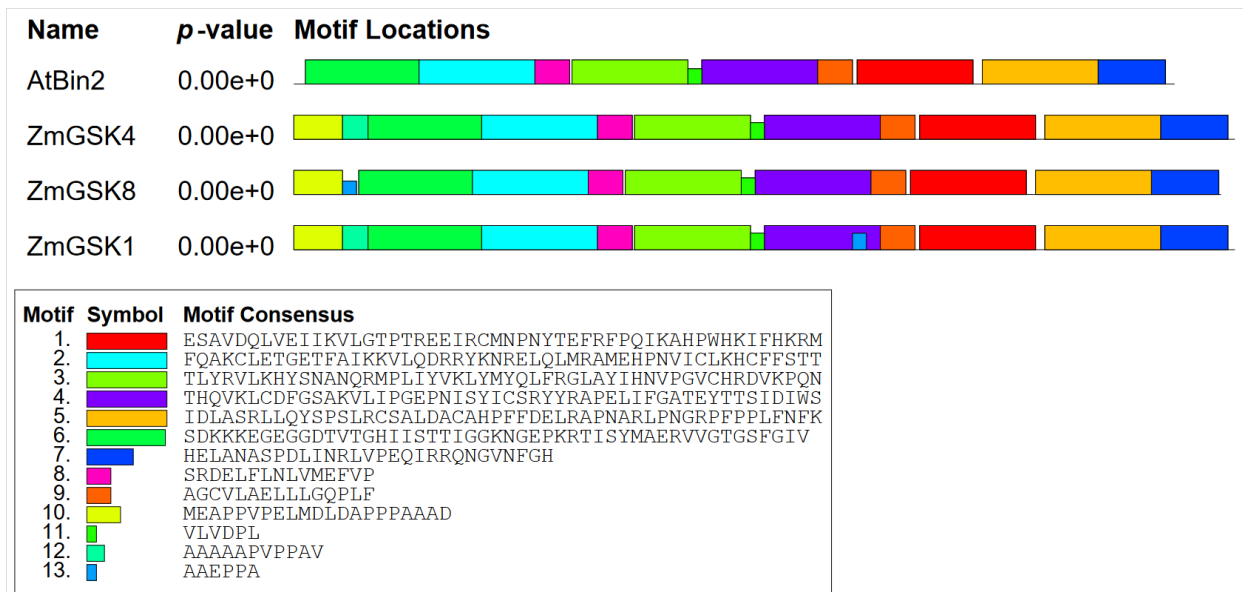 Name p-value Motif Locations
AtBin2 0.00e+0
ZmGSK4 0.00e+0
ZmGSK8 0.00e+0
ZmGSK1 0.00e+0
Motif Symbol Motif Consensus
1. ESAVDQLVEIIKVLGTPTREEIRCMNPNYTEFRFPQIKAHPWHKIFHKRM
2. FQAKCLETGETFAIKKVLQDRRYKNRELQLMRAMEHPNVICLKHCFFSTT
3. TLYRVLKHYSNANQRMPLIYVKLYMYQLFRGLAYIHNVPGVCHRDVKPQN
4. THQVKLCDFGSAKVLIPGEPNISYICSRYYRAPELIFGATEYTTSIDIWS
5. IDLASRLLQYSPSLRCSALDACAHPFFDELRAPNARLPNGRPFPPLFNFK
6. SDKKKEGEGGDTVTGHIISTTIGGKNGEPKRTISYMAERVVGTGSFGIV
7. HELANASPDLINRLVPEQIRRQNGVNFGH
8. SRDELFLNLVMEFVP
9. AGCVLAELLLGQPLF
10. MEAPPVPELMDLDAPPPAAAD
11. VLVDPL
12. AAAAAPVPPAV
13. AAEPPA